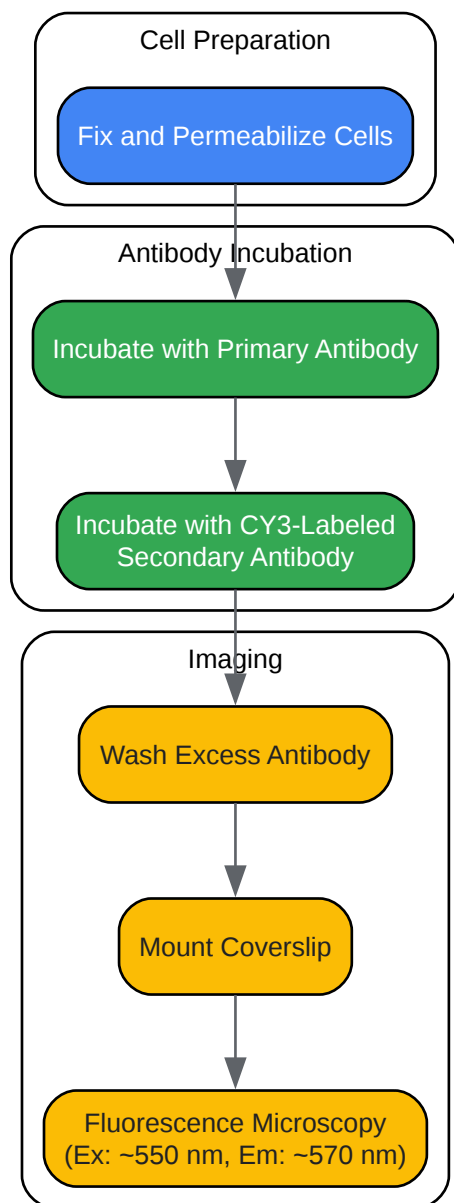 Cell Preparation
Fix and Permeabilize Cells
Antibody Incubation
Incubate with Primary Antibody
Incubate with CY3-Labeled
Secondary Antibody
Imaging
Wash Excess Antibody
Mount Coverslip
Fluorescence Microscopy
(Ex: ~550 nm, Em: ~570 nm)